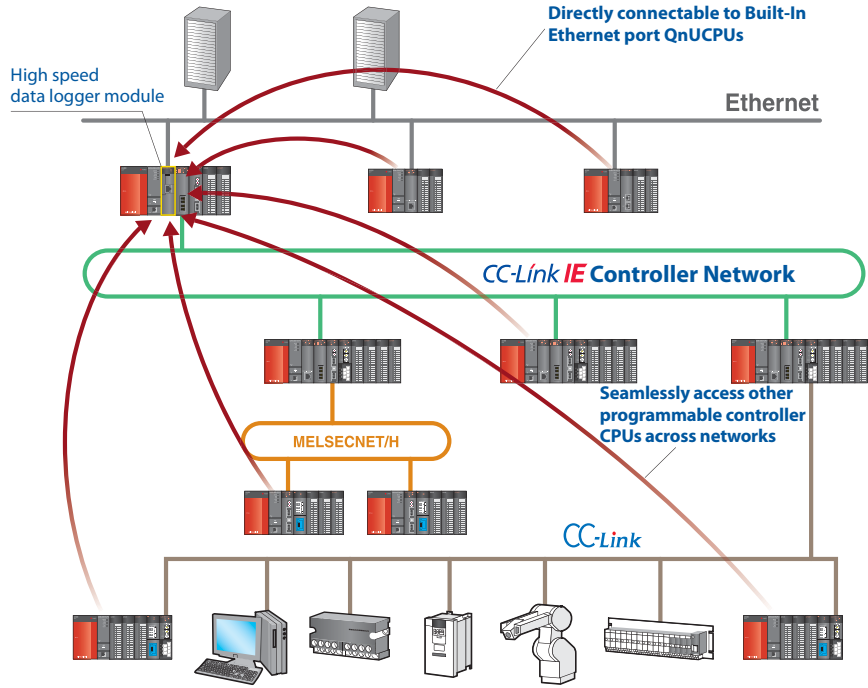 Directly connectable to Built-In
Ethernet port QnUCPUs
High speed
data logger module
Ethernet
CC-Link IE Controller Network
Seamlessly access other
programmable controller
CPUs across networks
MELSECNET/H
CC-Link